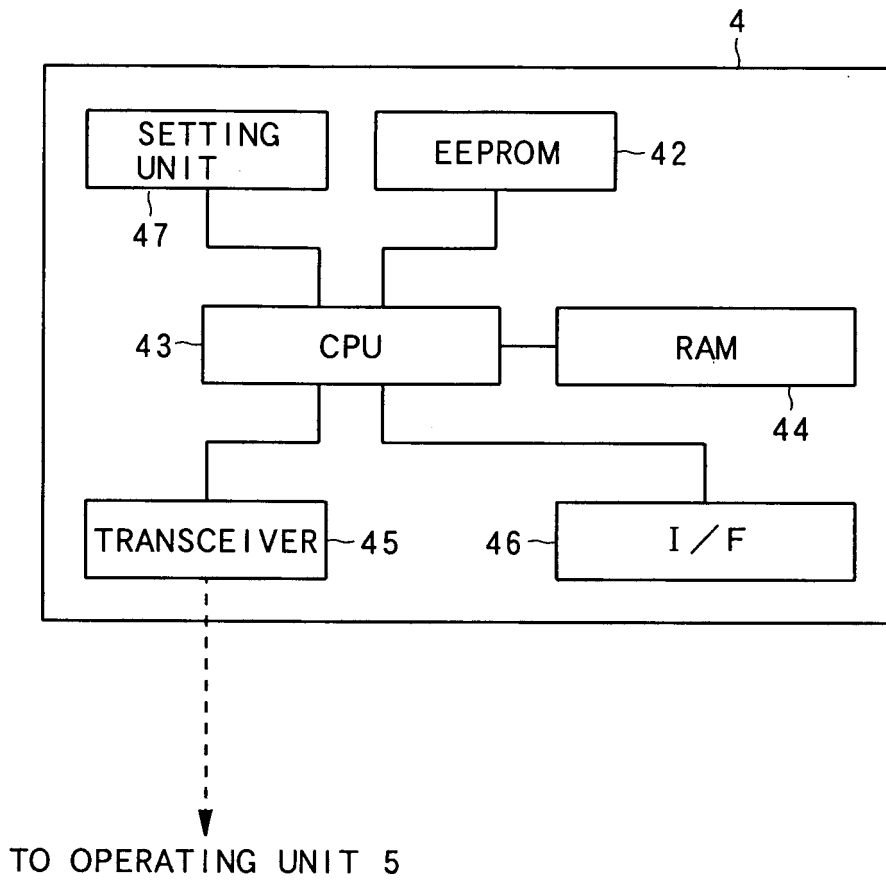 4
SETTING
UNIT
47
EEPROM
42
43
CPU
RAM
44
TRANSCEIVER
45
46
I/F
TO OPERATING UNIT 5